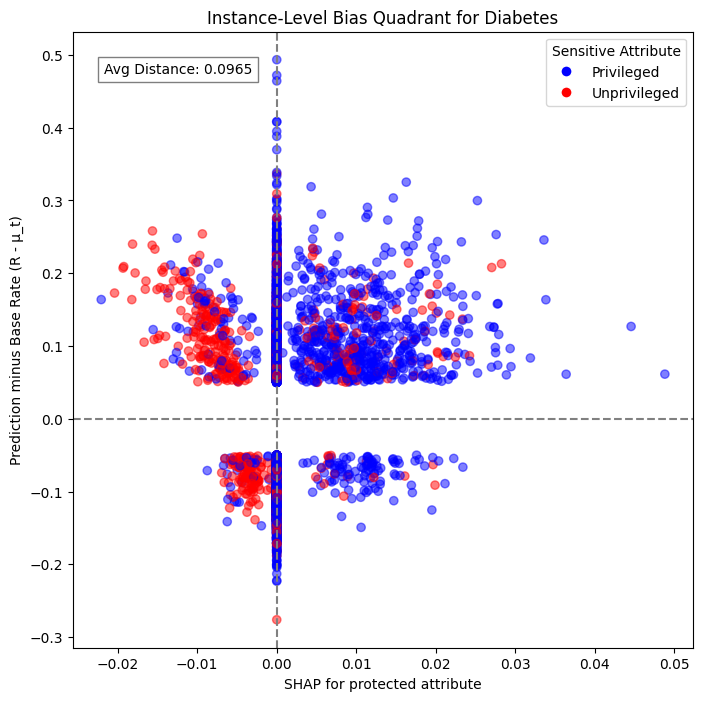 Instance-Level Bias Quadrant for Diabetes
Avg Distance: 0.0965
Sensitive Attribute
Privileged
Unprivileged
Prediction minus Base Rate (R - μ_t)
0.5
0.4
0.3
0.2
0.1
0.0
−0.1
−0.2
−0.3
−0.02
−0.01
0.00
0.01
0.02
0.03
0.04
0.05
SHAP for protected attribute